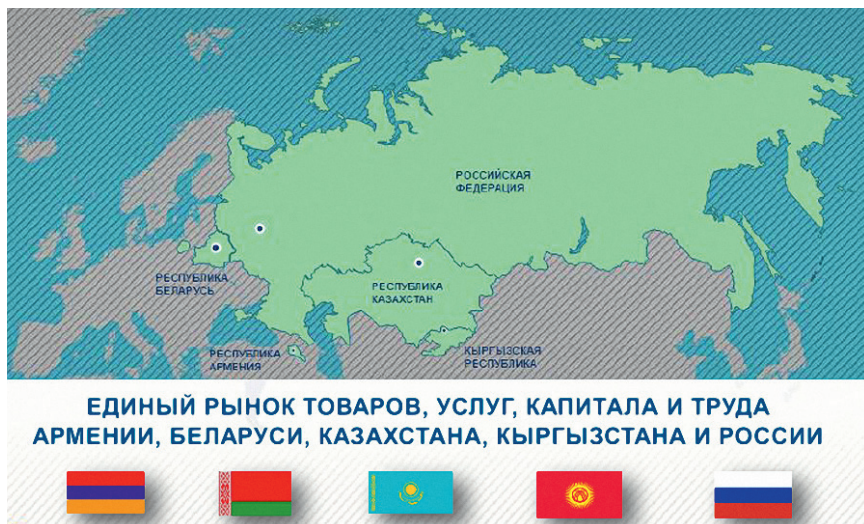 РОССИЙСКАЯ
ФЕДЕРАЦИЯ
РЕСПУБЛИКА
БЕЛАРУСЬ
РЕСПУБЛИКА
КАЗАХСТАН
РЕСПУБЛИКА
АРМЕНИЯ
КЫРГЫЗСКАЯ
РЕСПУБЛИКА
ЕДИНЫЙ РЫНОК ТОВАРОВ, УСЛУГ, КАПИТАЛА И ТРУДА
АРМЕНИИ, БЕЛАРУСИ, КАЗАХСТАНА, КЫРГЫЗСТАНА И РОССИИ